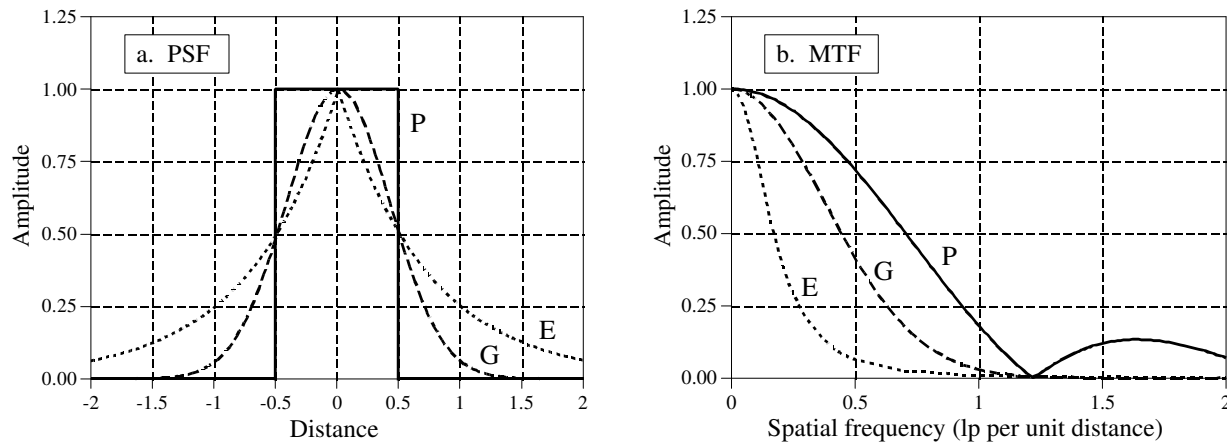 a. PSF
1.25
1.00
0.75
0.50
0.25
0.00
Amplitude
-2 -1.5 -1 -0.5 0 0.5 1 1.5 2
Distance
P
E
G
b. MTF
1.25
1.00
0.75
0.50
0.25
0.00
Amplitude
0 0.5 1 1.5 2
Spatial frequency (lp per unit distance)
P
G
E